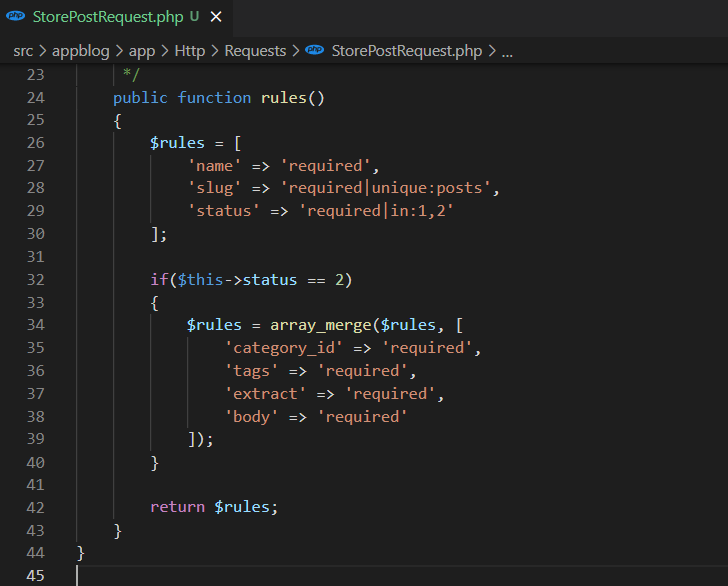 php StorePostRequest.php U ×
src > appblog > app > Http > Requests > php StorePostRequest.php > ...
23 */
24 public function rules()
25 {
26 $rules = [
27 'name' => 'required',
28 'slug' => 'required|unique:posts',
29 'status' => 'required|in:1,2'
30 ];
31
32 if($this->status == 2)
33 {
34 $rules = array_merge($rules, [
35 'category_id' => 'required',
36 'tags' => 'required',
37 'extract' => 'required',
38 'body' => 'required'
39 ]);
40 }
41
42 return $rules;
43 }
44 }
45